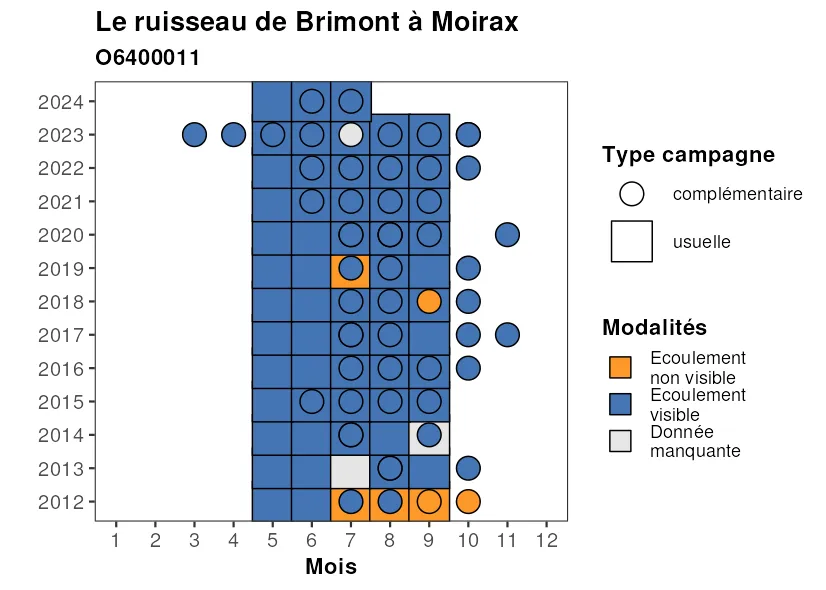 Le ruisseau de Brimont à Moirax
O6400011
2024
2023
2022
2021
2020
2019
2018
2017
2016
2015
2014
2013
2012
1 2 3 4 5 6 7 8 9 10 11 12
Mois
Type campagne
complémentaire
usuelle
Modalités
Ecoulement
non visible
Ecoulement
visible
Donnée
manquante